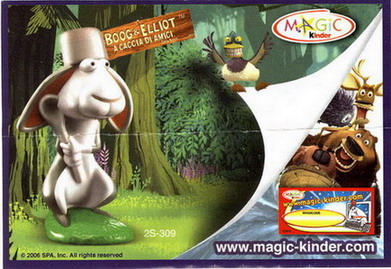 BOOG & ELLIOT™
A CACCIA DI AMICI
MAGIC
Kinder
2S-309
www.magic-kinder.com
© 2006 SPA, Inc. All rights reserved
www.magic-kinder.com